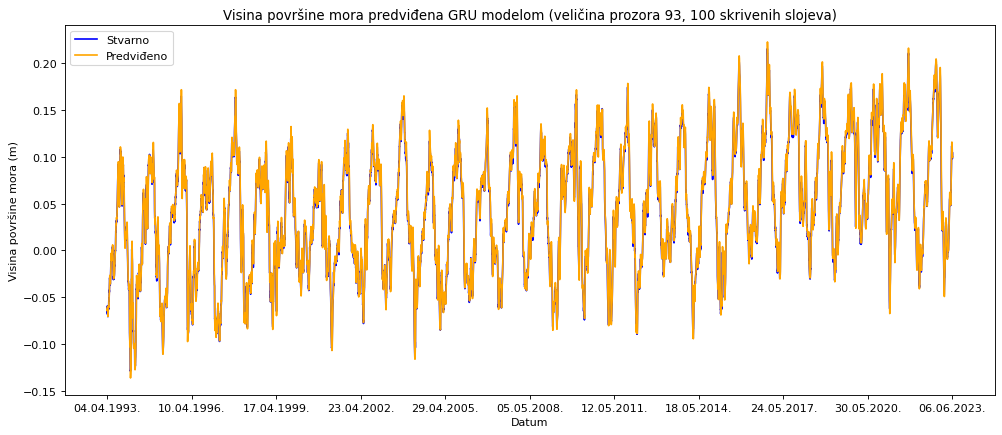 Visina površine mora predviđena GRU modelom (veličina prozora 93, 100 skrivenih slojeva)
Stvarno
Predviđeno
Visina površine mora (m)
0.20
0.15
0.10
0.05
0.00
−0.05
−0.10
−0.15
04.04.1993. 10.04.1996. 17.04.1999. 23.04.2002. 29.04.2005. 05.05.2008. 12.05.2011. 18.05.2014. 24.05.2017. 30.05.2020. 06.06.2023.
Datum